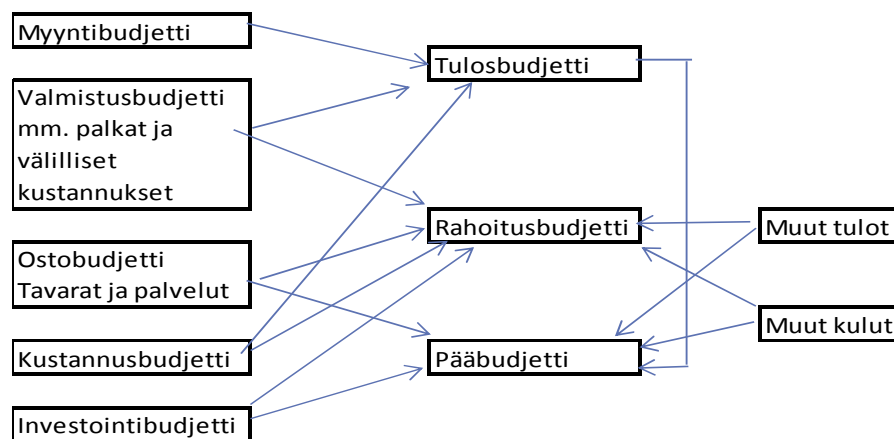 Myyntibudjetti
Valmistusbudjetti
mm. palkat ja
välilliset
kustannukset
Ostobudjetti
Tavarat ja palvelut
Kustannusbudjetti
Investointibudjetti
Tulosbudjetti
Rahoitusbudjetti
Pääbudjetti
Muut tulot
Muut kulut